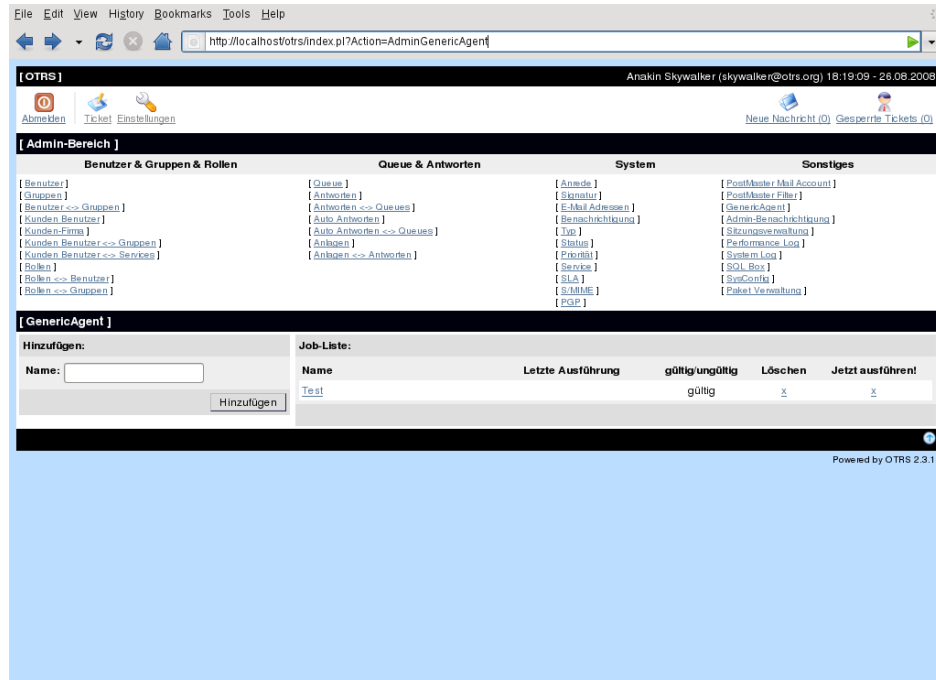 File Edit View History Bookmarks Tools Help
http://localhost/otrs/index.pl?Action=AdminGenericAgent
[ OTRS ] Anakin Skywalker (skywalker@otrs.org) 18:19:09 - 26.08.2008
Abmelden Ticket Einstellungen Neue Nachricht (0) Gesperrte Tickets (0)
[ Admin-Bereich ]
Benutzer & Gruppen & Rollen Queue & Antworten System Sonstiges
[ Benutzer ] [ Queue ] [ Anrede ] [ PostMaster Mail Account ]
[ Gruppen ] [ Antworten ] [ Signatur ] [ PostMaster Filter ]
[ Benutzer <-> Gruppen ] [ Antworten <-> Queues ] [ E-Mail Adressen ] [ GenericAgent ]
[ Kunden Benutzer ] [ Auto Antworten ] [ Benachrichtigung ] [ Admin-Benachrichtigung ]
[ Kunden-Firma ] [ Auto Antworten <-> Queues ] [ Typ ] [ Sitzungsverwaltung ]
[ Kunden Benutzer <-> Gruppen ] [ Anlagen ] [ Status ] [ Performance Log ]
[ Kunden Benutzer <-> Services ] [ Anlagen <-> Antworten ] [ Priorität ] [ System Log ]
[ Rollen ] [ Service ] [ SQL Box ]
[ Rollen <-> Benutzer ] [ SLA ] [ SysConfig ]
[ Rollen <-> Gruppen ] [ S/MIME ] [ Paket Verwaltung ]
[ PGP ]
[ GenericAgent ]
Hinzufügen: Job-Liste:
Name: Name Letzte Ausführung gültig/ungültig Löschen Jetzt ausführen!
Test gültig x x
Hinzufügen
Powered by OTRS 2.3.1